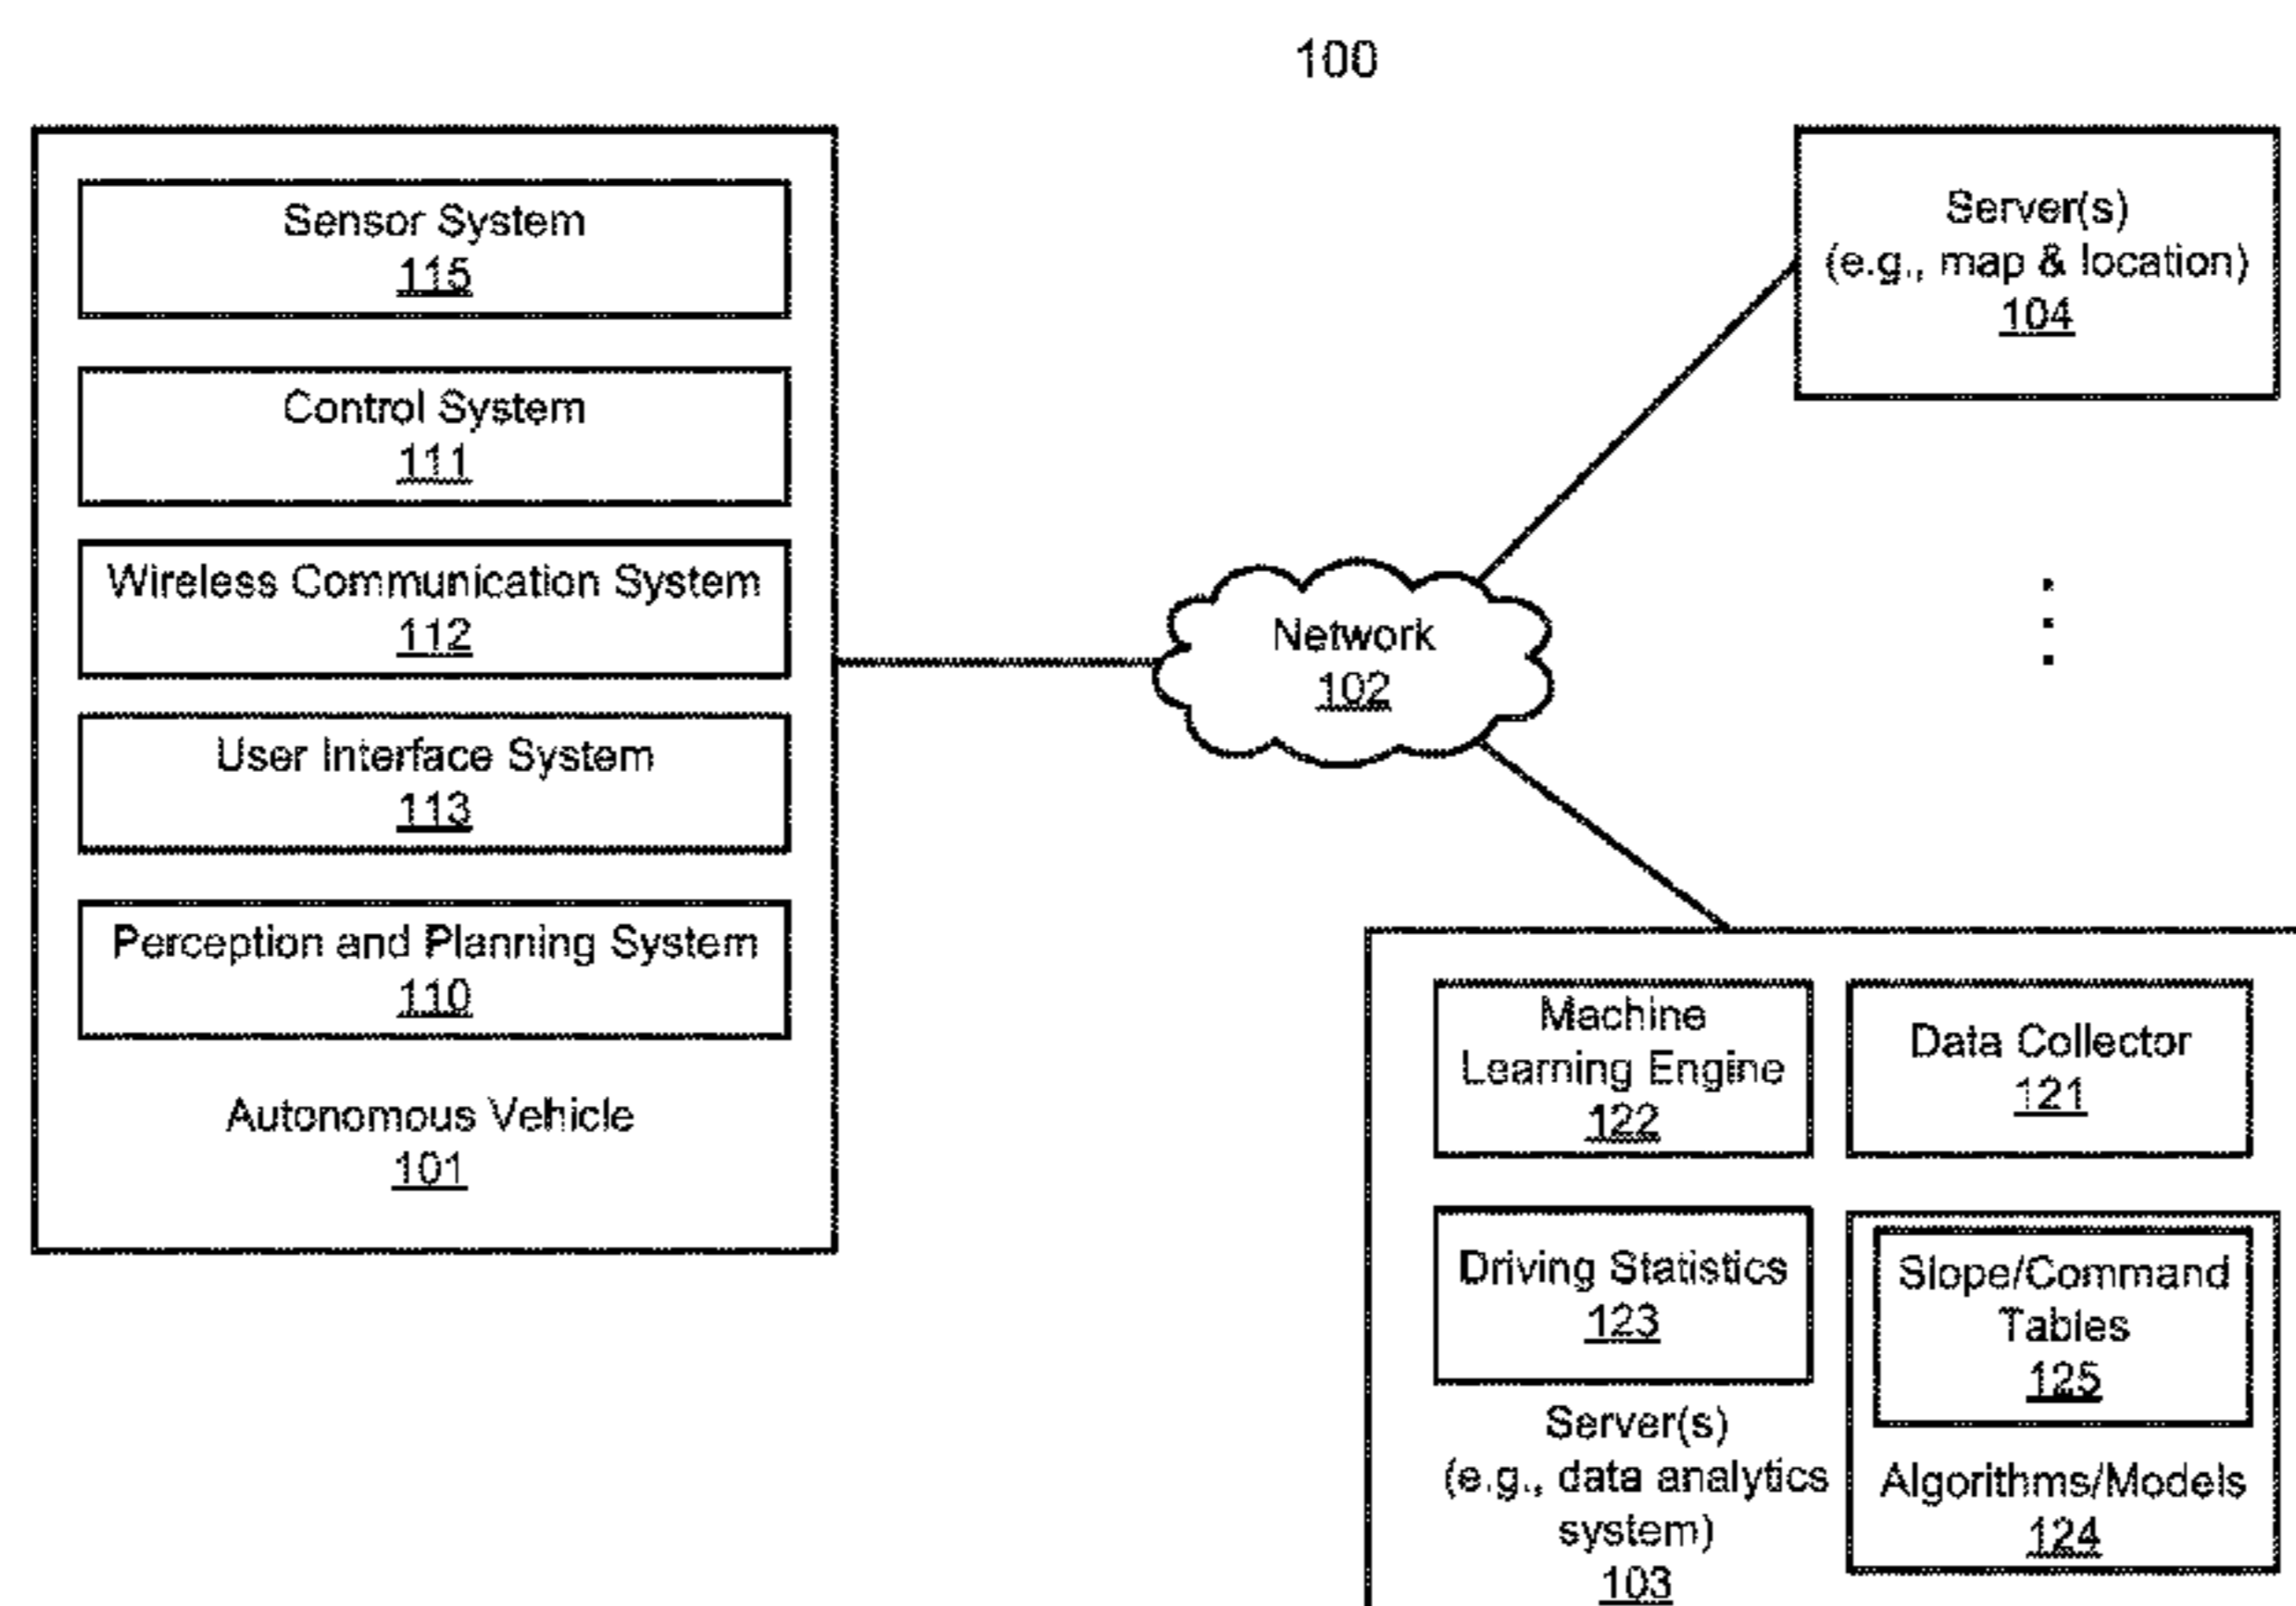 100
Sensor System
115
Control System
111
Wireless Communication System
112
User Interface System
113
Perception and Planning System
110
Autonomous Vehicle
101
Network
102
Server(s)
(e.g., map & location)
104
Machine
Learning Engine
122
Data Collector
121
Driving Statistics
123
Slope/Command
Tables
125
Algorithms/Models
124
Server(s)
(e.g., data analytics
system)
103